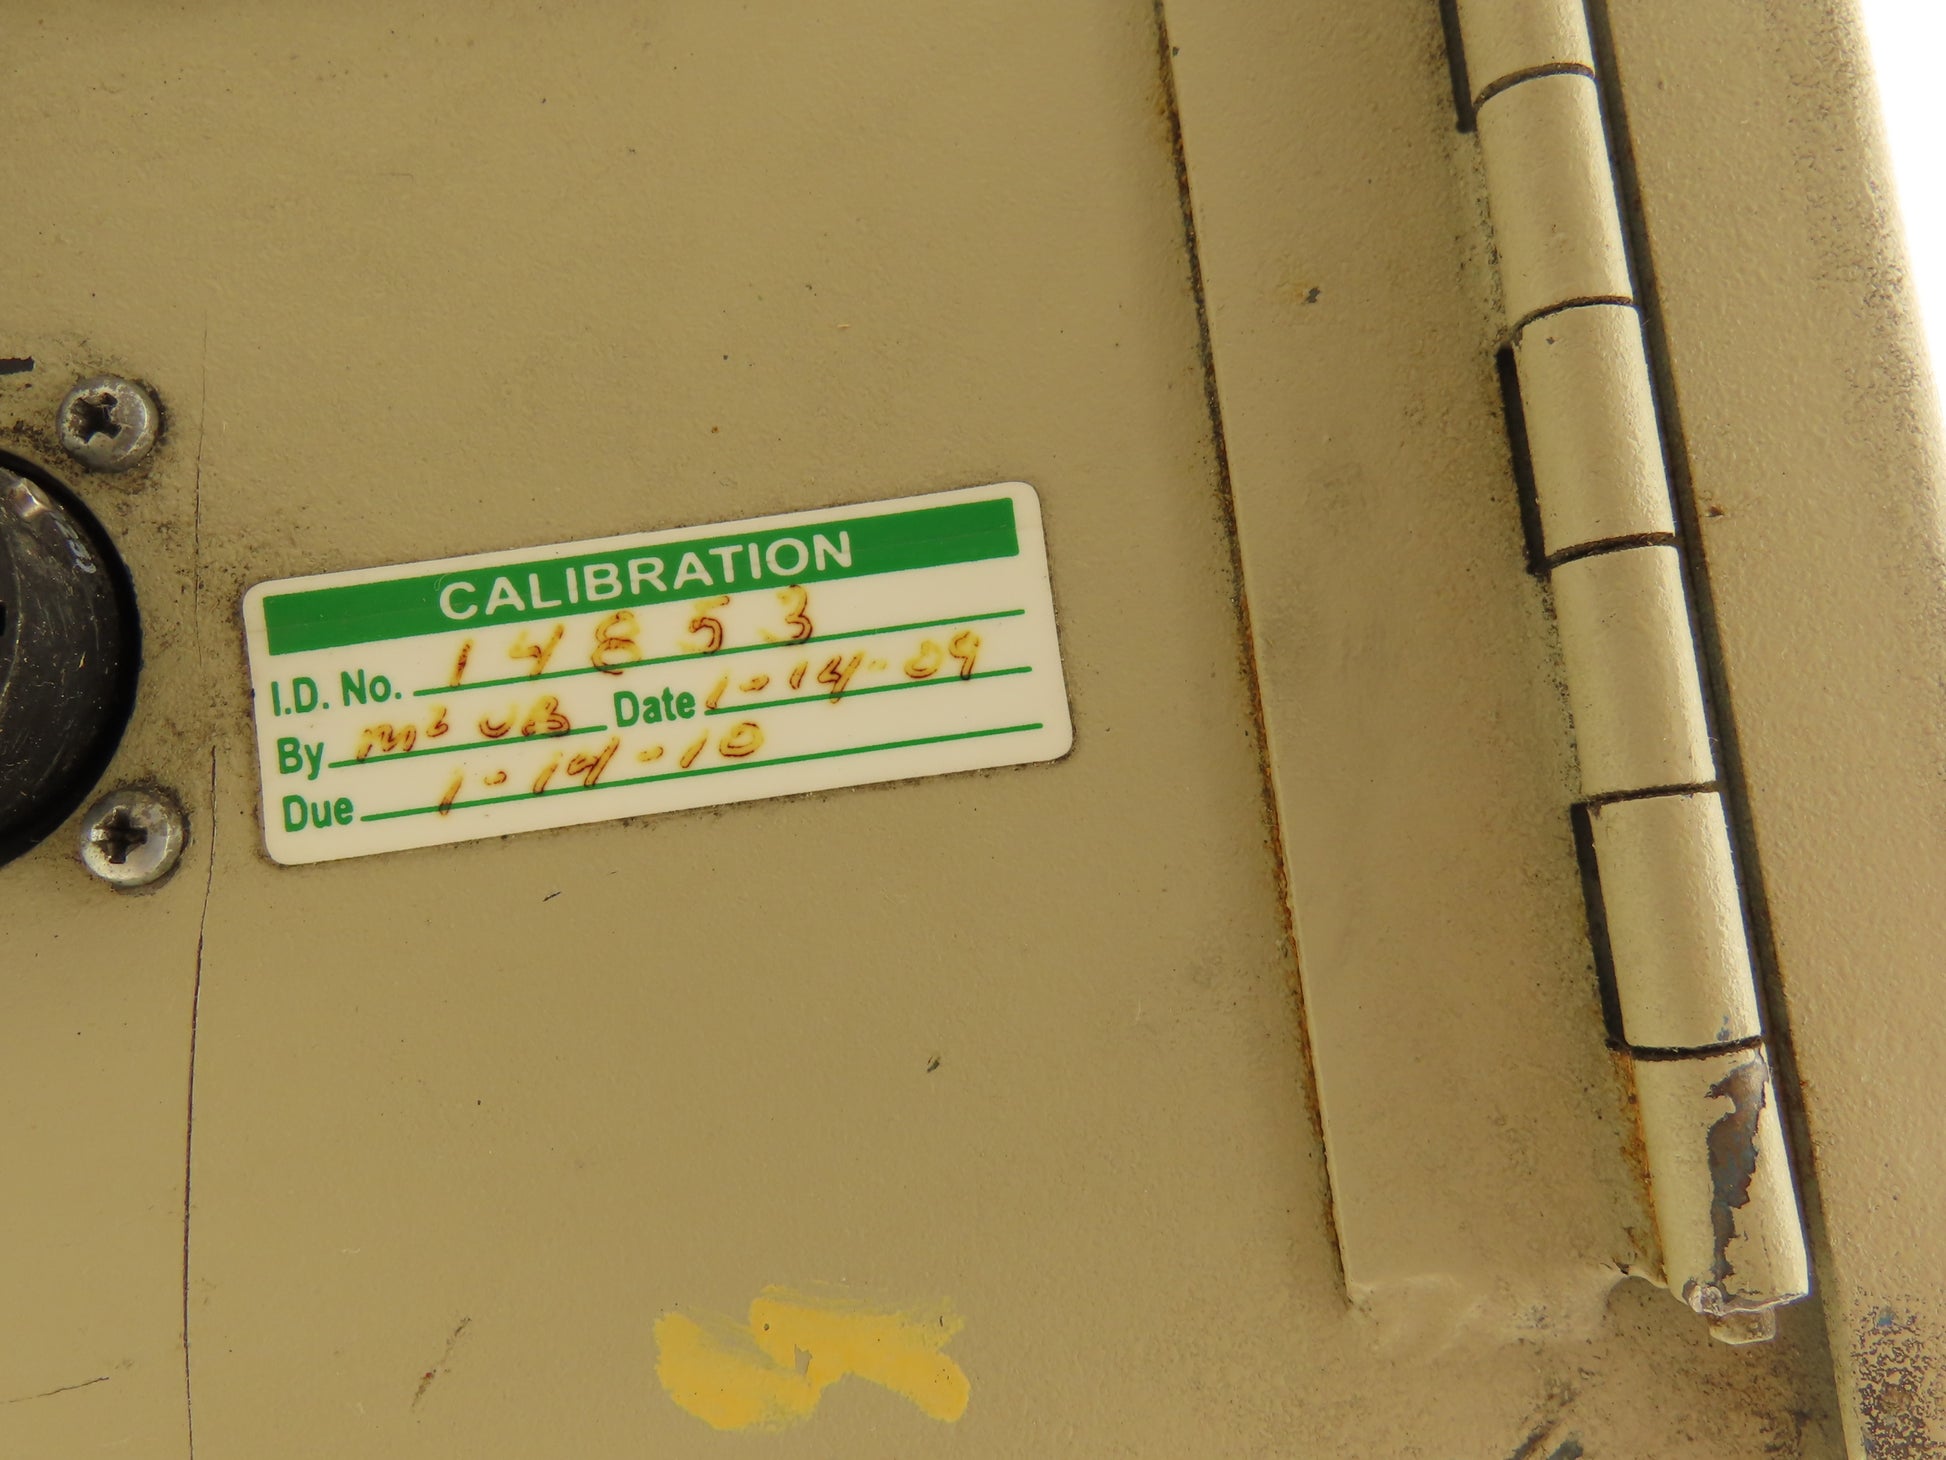 CALIBRATION
I.D. No. 14853
By Date 1-14-09
Due 1-14-10